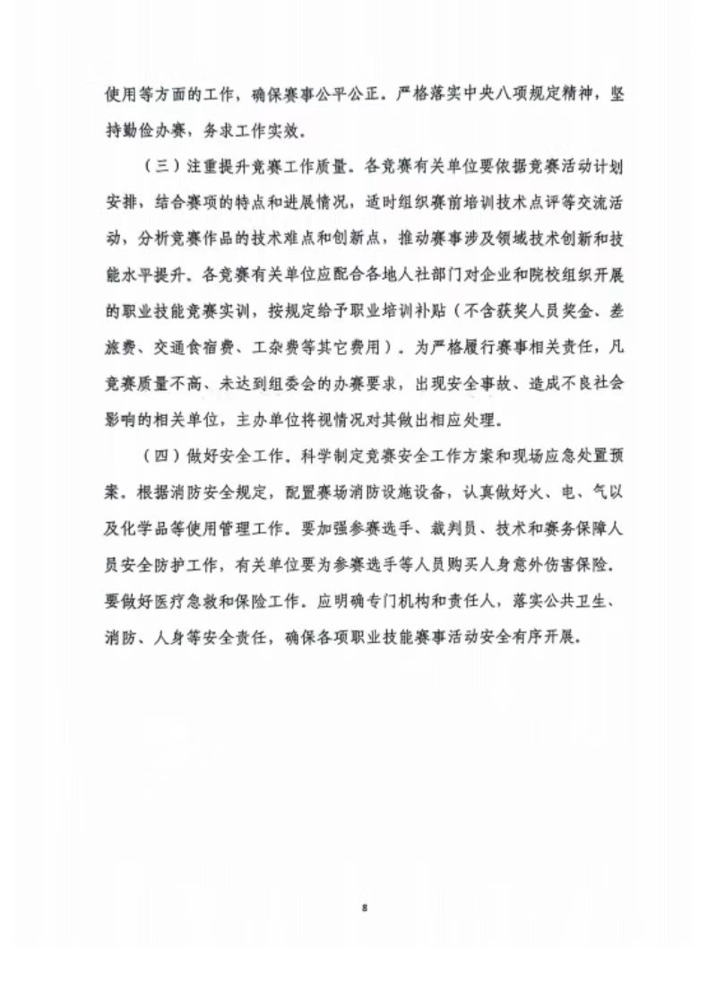 使用等方面的工作，确保赛事公平公正。严格落实中央八项规定精神，坚
持勤俭办赛，务求工作实效。
（三）注重提升竞赛工作质量。各竞赛有关单位要依据竞赛活动计划
安排，结合赛项的特点和进展情况，适时组织赛前培训技术点评等交流活
动，分析竞赛作品的技术难点和创新点，推动赛事涉及领域技术创新和技
能水平提升。各竞赛有关单位应配合各地人社部门对企业和院校组织开展
的职业技能竞赛实训，按规定给予职业培训补贴（不含获奖人员奖金、差
旅费、交通食宿费、工杂费等其它费用）。为严格履行赛事相关责任，凡
竞赛质量不高、未达到组委会的办赛要求，出现安全事故、造成不良社会
影响的相关单位，主办单位将视情况对其做出相应处理。
（四）做好安全工作。科学制定竞赛安全工作方案和现场应急处置预
案。根据消防安全规定，配置赛场消防设施设备，认真做好火、电、气以
及化学品等使用管理工作。要加强参赛选手、裁判员、技术和赛务保障人
员安全防护工作，有关单位要为参赛选手等人员购买人身意外伤害保险。
要做好医疗急救和保险工作。应明确专门机构和责任人，落实公共卫生、
消防、人身等安全责任，确保各项职业技能赛事活动安全有序开展。
8